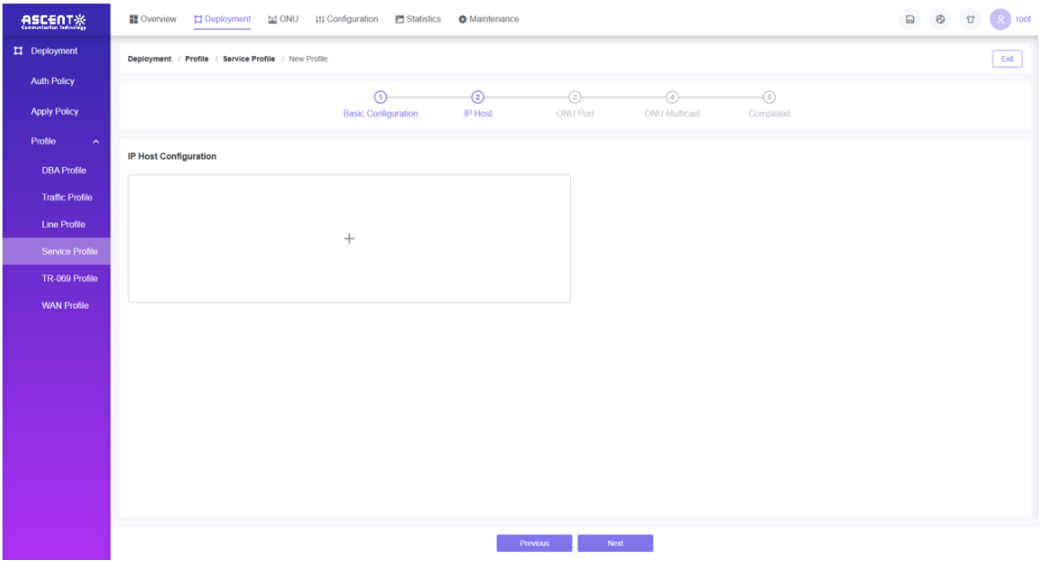 ASCENT
Communication Technology
Overview Deployment ONU Configuration Statistics Maintenance root
Deployment
Auth Policy
Apply Policy
Profile
DBA Profile
Traffic Profile
Line Profile
Service Profile
TR-069 Profile
WAN Profile
Deployment / Profile / Service Profile / New Profile Exit
1 2 3 4 5
Basic Configuration IP Host ONU Port ONU Multicast Completed
IP Host Configuration
+
Previous Next